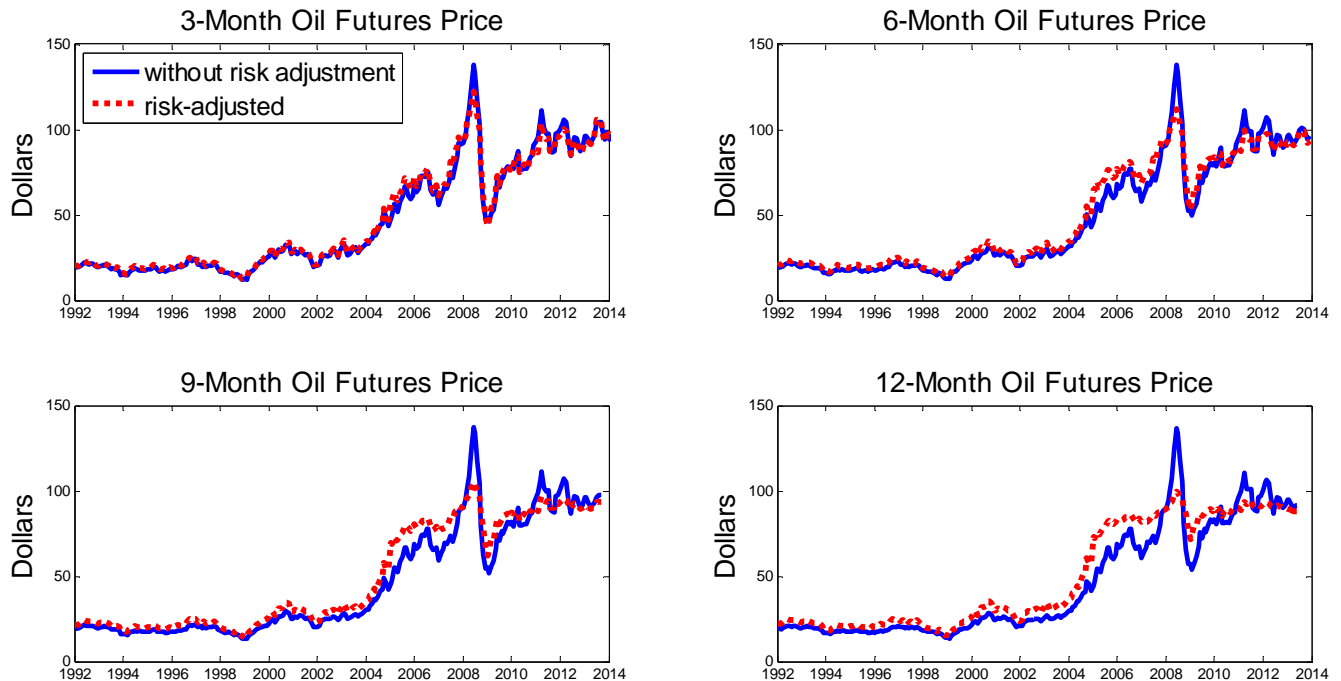 3-Month Oil Futures Price
150
100
50
0
Dollars
without risk adjustment
risk-adjusted
1992 1994 1996 1998 2000 2002 2004 2006 2008 2010 2012 2014
6-Month Oil Futures Price
150
100
50
0
Dollars
1992 1994 1996 1998 2000 2002 2004 2006 2008 2010 2012 2014
9-Month Oil Futures Price
150
100
50
0
Dollars
1992 1994 1996 1998 2000 2002 2004 2006 2008 2010 2012 2014
12-Month Oil Futures Price
150
100
50
0
Dollars
1992 1994 1996 1998 2000 2002 2004 2006 2008 2010 2012 2014